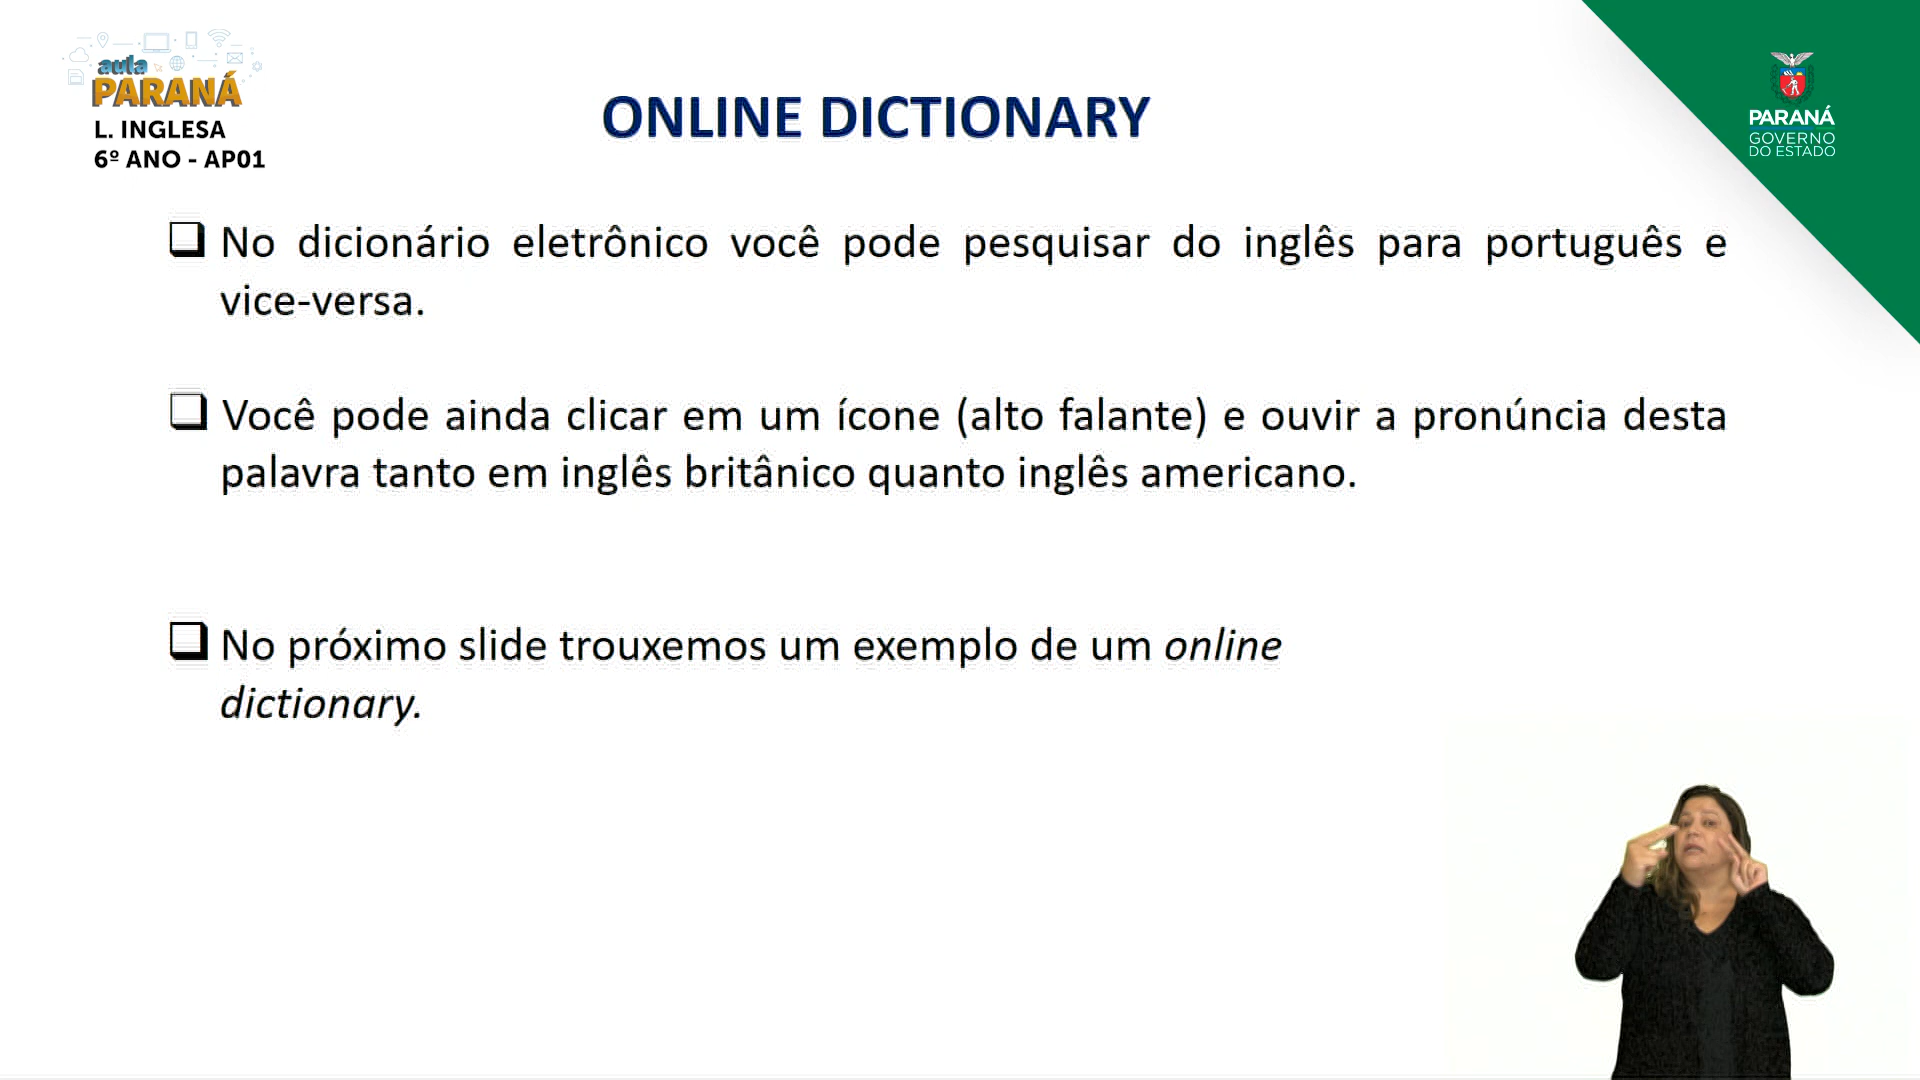 aula
PARANÁ
L. INGLESA
6º ANO - AP01
ONLINE DICTIONARY
PARANÁ
GOVERNO
DO ESTADO
No dicionário eletrônico você pode pesquisar do inglês para português e
vice-versa.
Você pode ainda clicar em um ícone (alto falante) e ouvir a pronúncia desta
palavra tanto em inglês britânico quanto inglês americano.
No próximo slide trouxemos um exemplo de um online
dictionary.